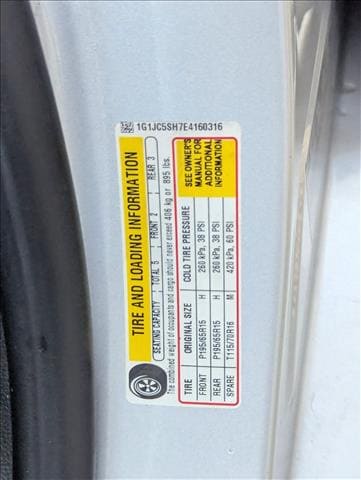 1G1JC5SH7E4160316
TIRE AND LOADING INFORMATION
SEATING CAPACITY : TOTAL 5 : FRONT 2 : REAR 3
The combined weight of occupants and cargo should never exceed 406 kg or 895 lbs.
TIRE ORIGINAL SIZE COLD TIRE PRESSURE
FRONT P195/65R15 H 260 kPa, 38 PSI
REAR P195/65R15 H 260 kPa, 38 PSI
SPARE T115/70R16 M 420 kPa, 60 PSI
SEE OWNER'S
MANUAL FOR
ADDITIONAL
INFORMATION